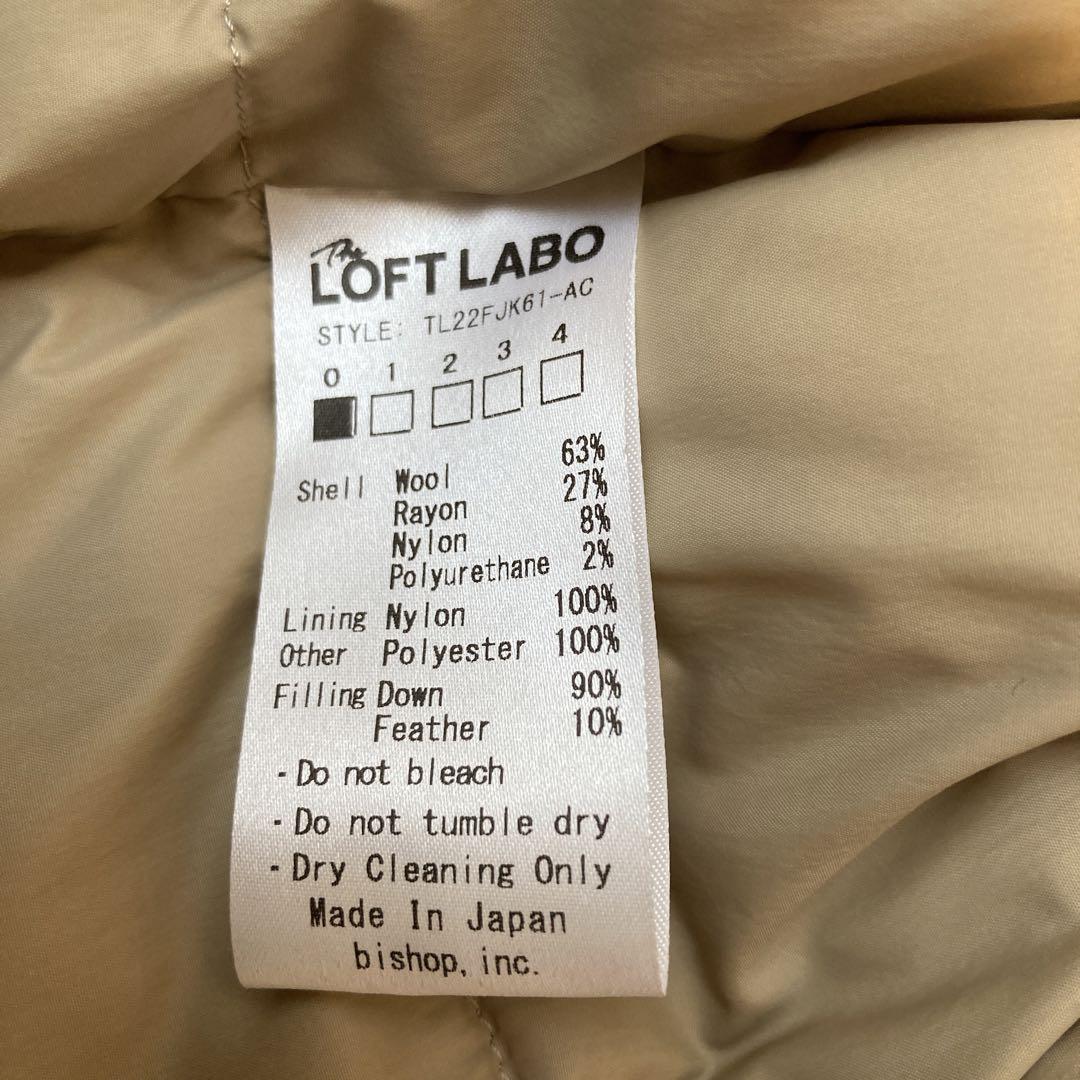 The
LOFT LABO
STYLE: TL22FJK61-AC
0 1 2 3 4
Shell Wool 63%
Rayon 27%
Nylon 8%
Polyurethane 2%
Lining Nylon 100%
Other Polyester 100%
Filling Down 90%
Feather 10%
-Do not bleach
-Do not tumble dry
-Dry Cleaning Only
Made In Japan
bishop, inc.